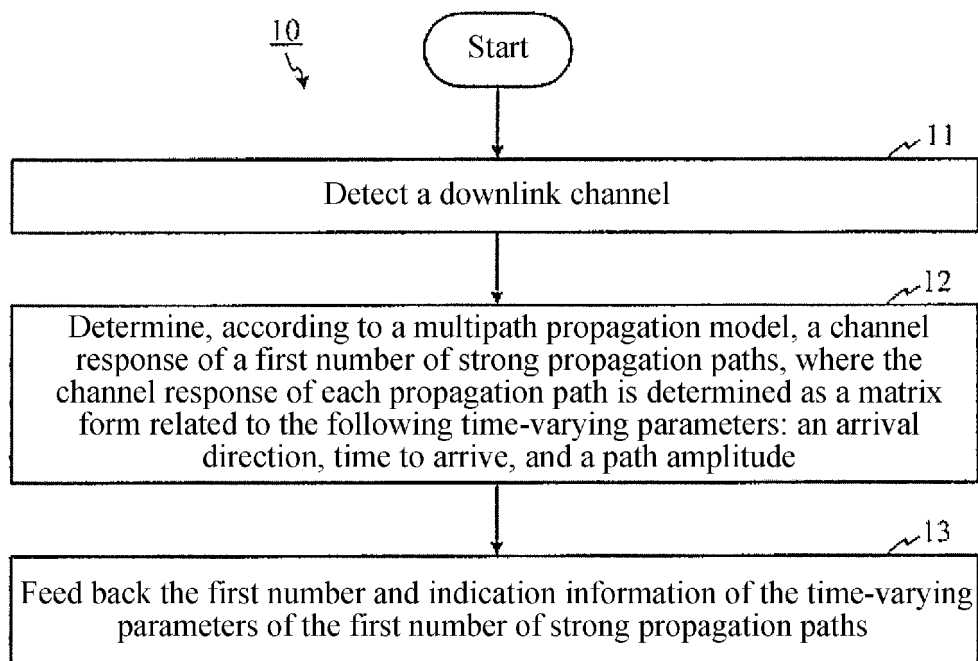 10
Start
11
Detect a downlink channel
12
Determine, according to a multipath propagation model, a channel
response of a first number of strong propagation paths, where the
channel response of each propagation path is determined as a matrix
form related to the following time-varying parameters: an arrival
direction, time to arrive, and a path amplitude
13
Feed back the first number and indication information of the time-varying
parameters of the first number of strong propagation paths